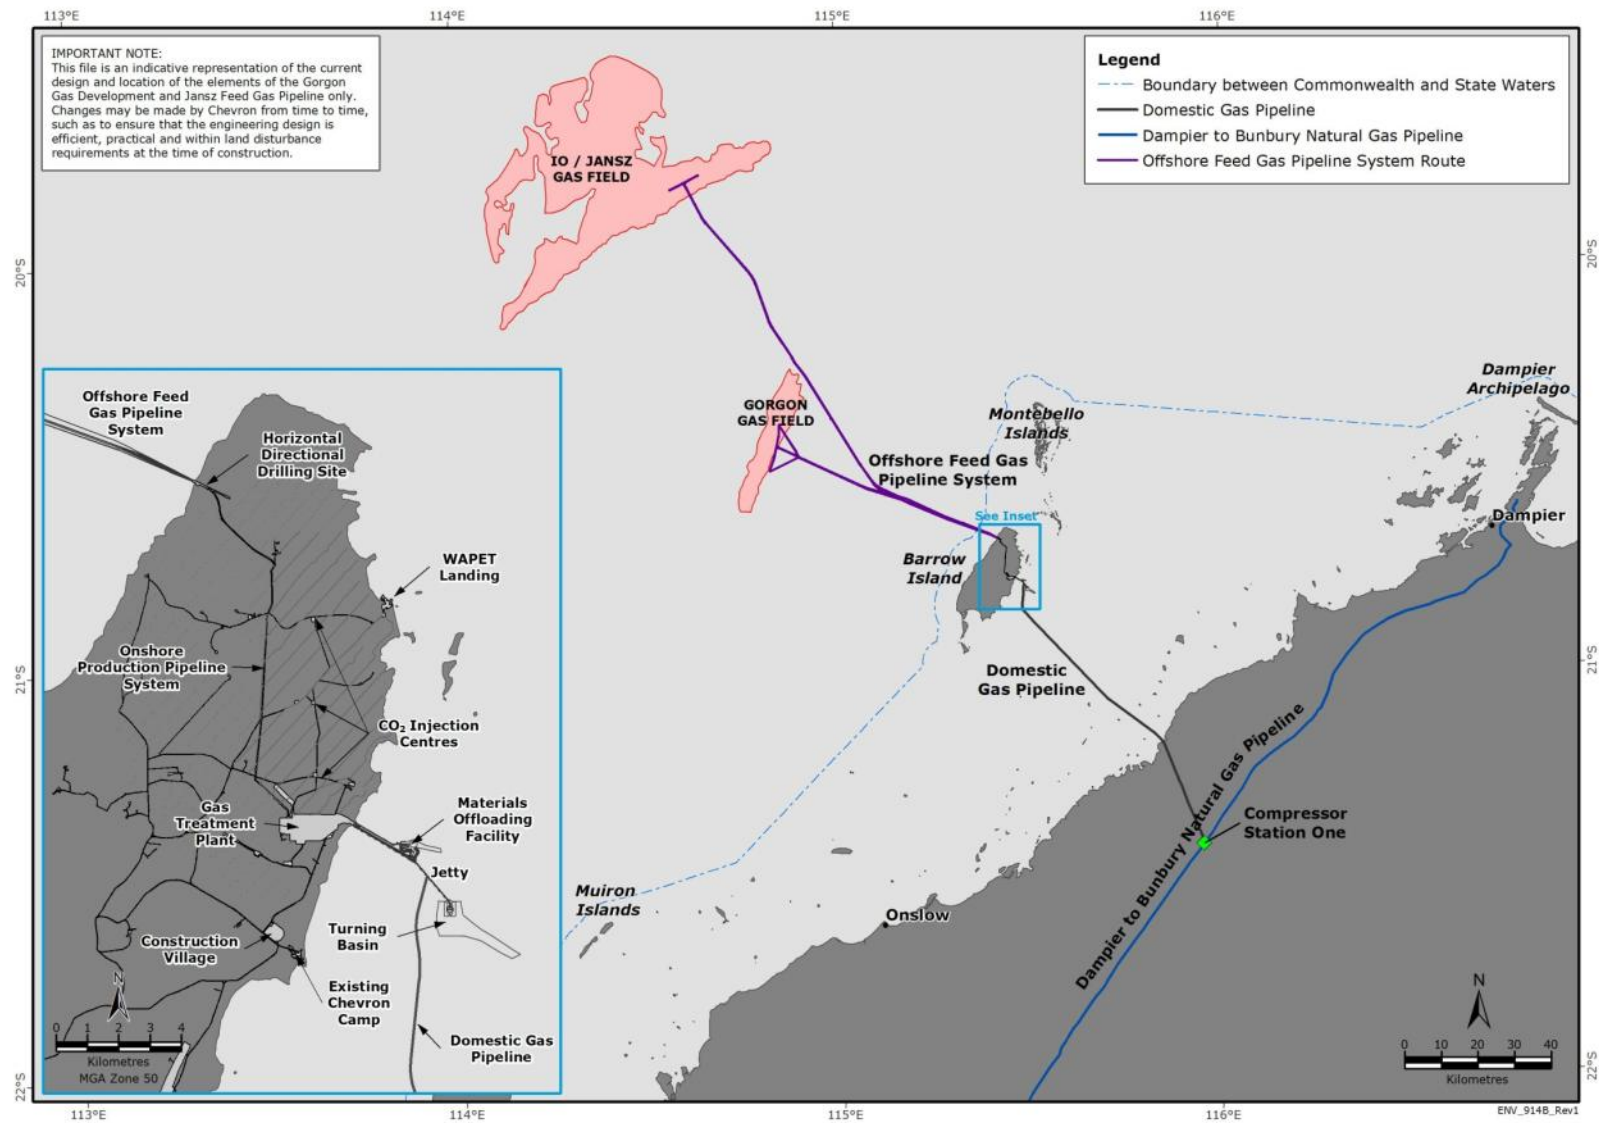 113°E
114°E
115°E
116°E
IMPORTANT NOTE:
This file is an indicative representation of the current
design and location of the elements of the Gorgon
Gas Development and Jansz Feed Gas Pipeline only.
Changes may be made by Chevron from time to time,
such as to ensure that the engineering design is
efficient, practical and within land disturbance
requirements at the time of construction.
Legend
Boundary between Commonwealth and State Waters
Domestic Gas Pipeline
Dampier to Bunbury Natural Gas Pipeline
Offshore Feed Gas Pipeline System Route
IO / JANSZ
GAS FIELD
20°S
20°S
GORGON
GAS FIELD
Dampier
Archipelago
Montebello
Islands
Offshore Feed Gas
Pipeline System
See Inset
Dampier
Barrow
Island
Domestic
Gas Pipeline
21°S
21°S
Dampier to Bunbury Natural Gas Pipeline
Compressor
Station One
Muiron
Islands
Onslow
Offshore Feed
Gas Pipeline
System
Horizontal
Directional
Drilling Site
WAPET
Landing
Onshore
Production Pipeline
System
CO₂ Injection
Centres
Gas
Treatment
Plant
Materials
Offloading
Facility
Jetty
Turning
Basin
Construction
Village
Existing
Chevron
Camp
Domestic Gas
Pipeline
N
0 1 2 3 4
Kilometres
MGA Zone 50
N
0 10 20 30 40
Kilometres
22°S
22°S
113°E
114°E
115°E
116°E
ENV_914B_Rev1